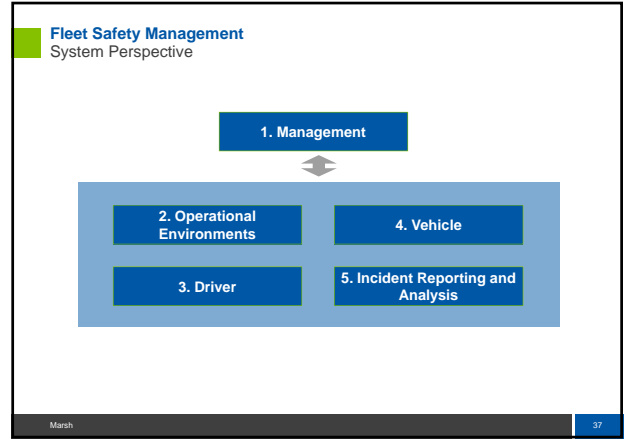 Fleet Safety Management
System Perspective
1. Management
2. Operational
Environments
4. Vehicle
3. Driver
5. Incident Reporting and
Analysis
Marsh
37